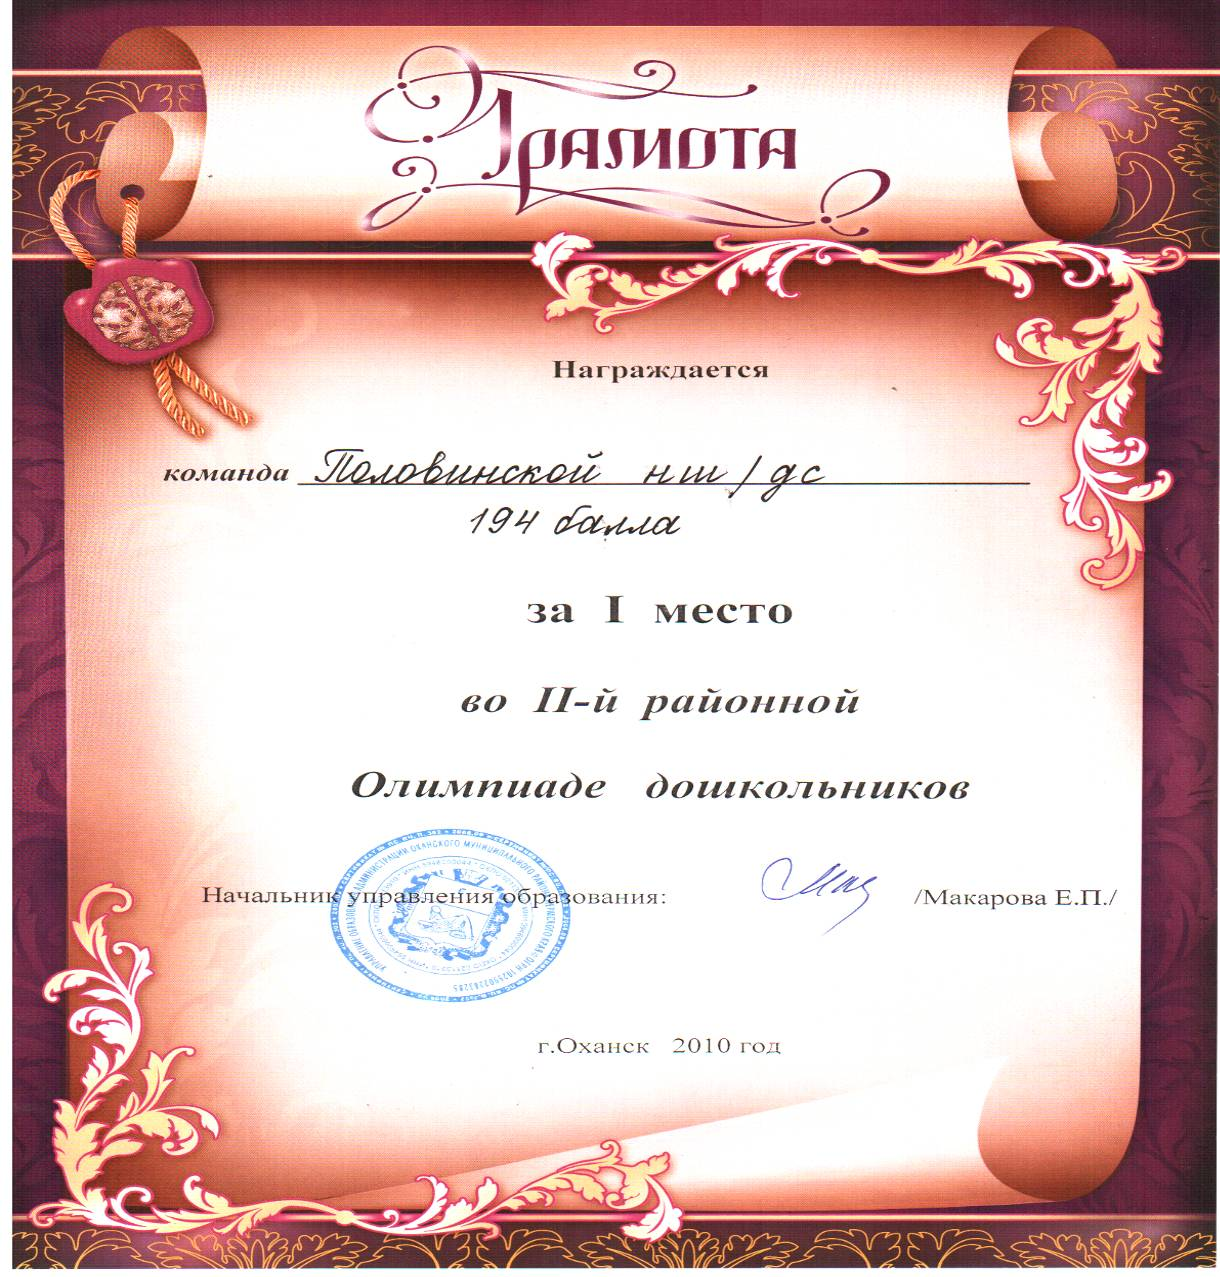 Грамота
Награждается
команда Половинской нш/дс
194 балла
за I место
во II-й районной
Олимпиаде дошкольников
Начальник управления образования: /Макарова Е.П./
г.Оханск 2010 год